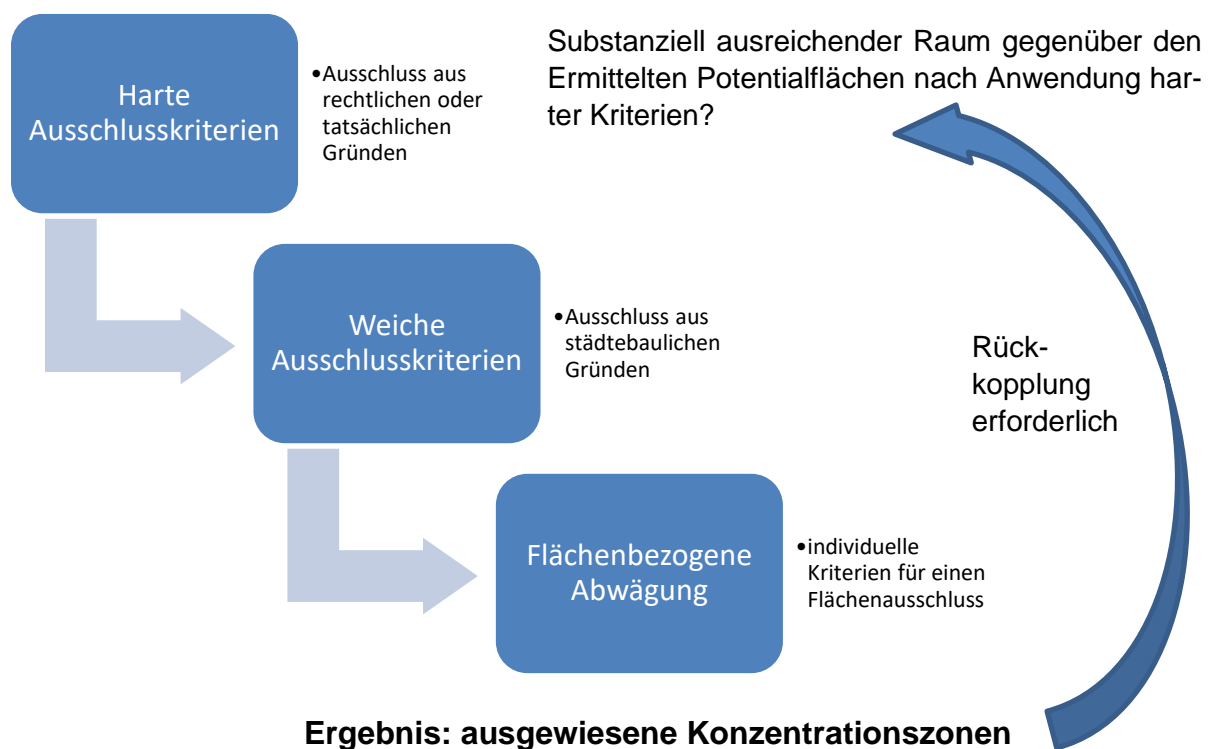 Harte
Ausschlusskriterien
•Ausschluss aus
rechtlichen oder
tatsächlichen
Gründen
Substanziell ausreichender Raum gegenüber den
Ermittelten Potentialflächen nach Anwendung har-
ter Kriterien?
Weiche
Ausschlusskriterien
•Ausschluss aus
städtebaulichen
Gründen
Rück-
kopplung
erforderlich
Flächenbezogene
Abwägung
•individuelle
Kriterien für einen
Flächenausschluss
Ergebnis: ausgewiesene Konzentrationszonen